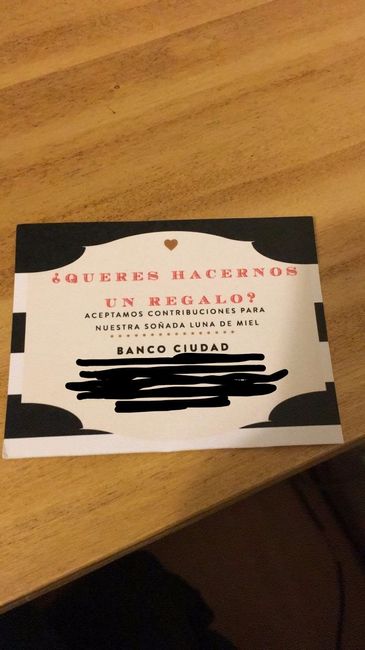 ¿QUERES HACERNOS
UN REGALO?
ACEPTAMOS CONTRIBUCIONES PARA
NUESTRA SOÑADA LUNA DE MIEL
BANCO CIUDAD